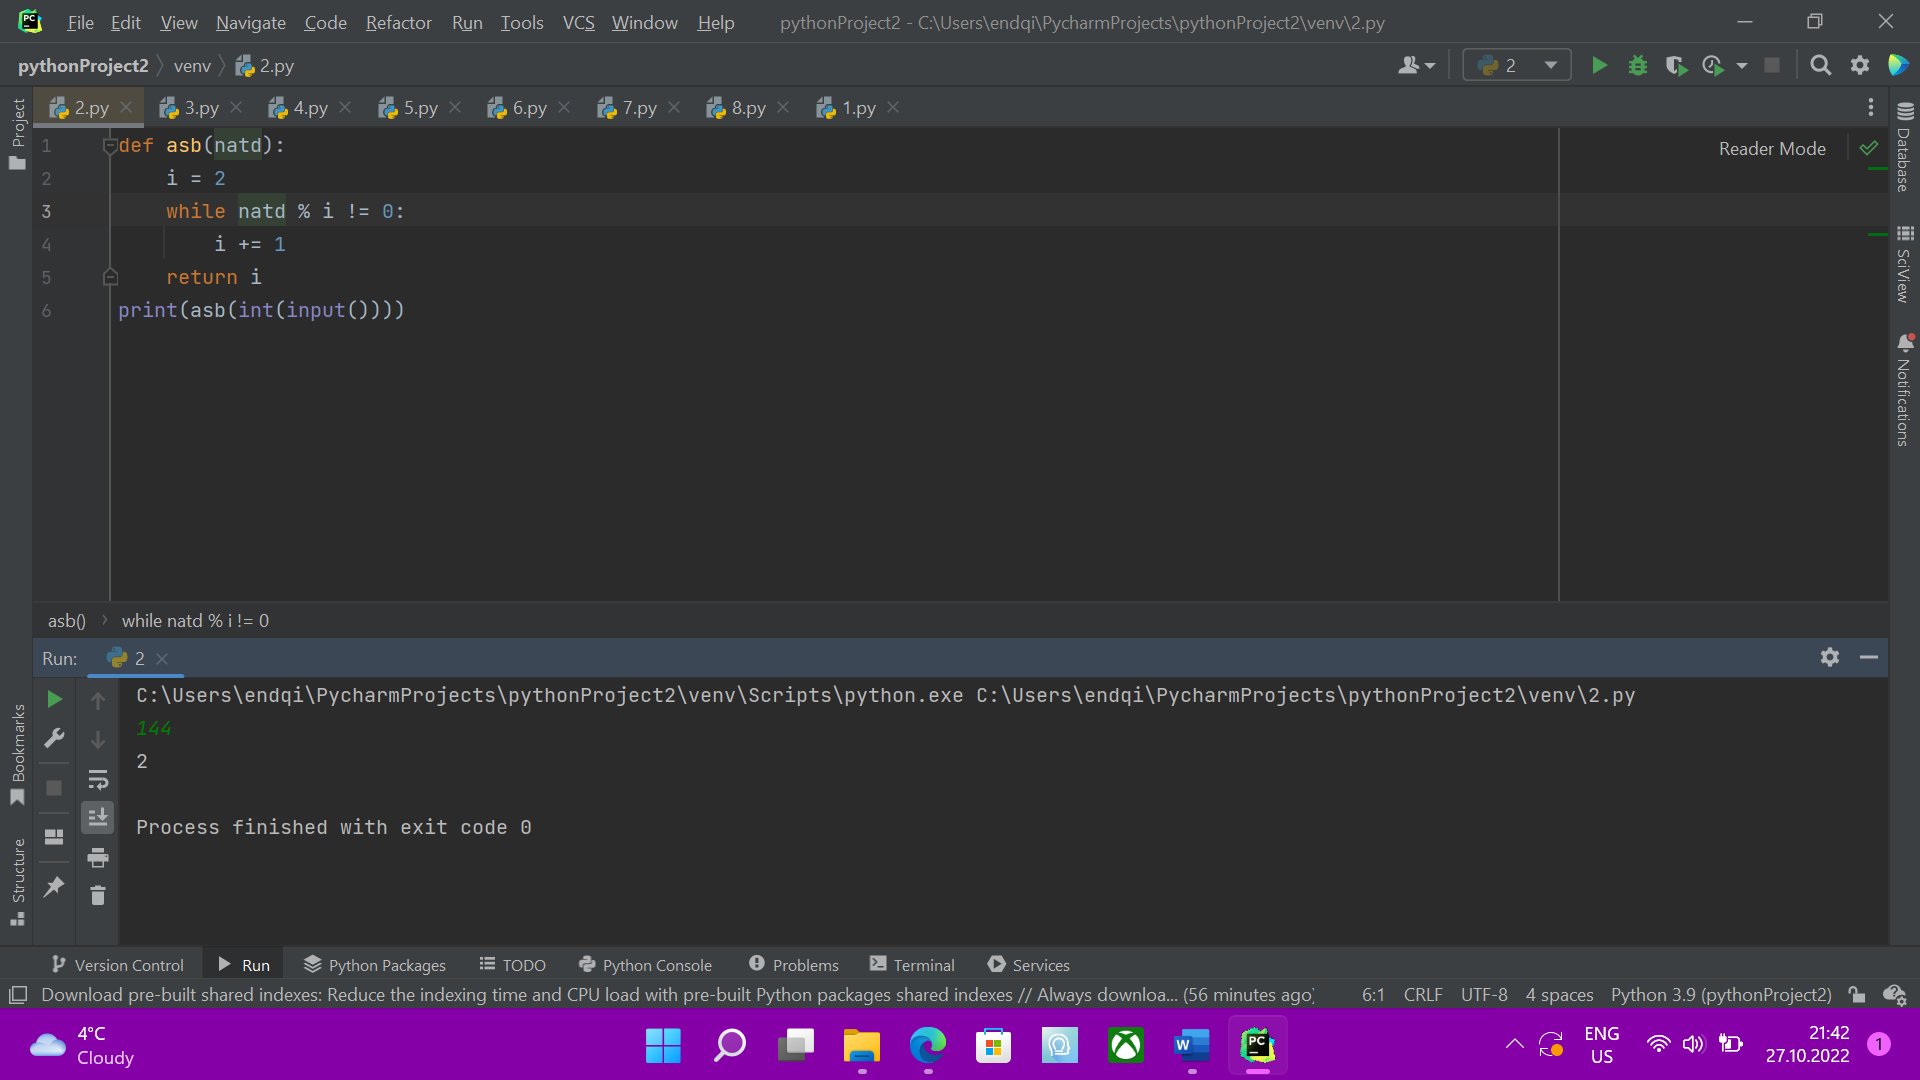 File Edit View Navigate Code Refactor Run Tools VCS Window Help pythonProject2 - C:\Users\endqi\PycharmProjects\pythonProject2\venv\2.py
pythonProject2 venv 2.py 2
2.py 3.py 4.py 5.py 6.py 7.py 8.py 1.py
Project
Bookmarks
Structure
Reader Mode
1 def asb(natd):
2     i = 2
3     while natd % i != 0:
4         i += 1
5     return i
6 print(asb(int(input())))
Database
SciView
Notifications
asb() while natd % i != 0
Run: 2
C:\Users\endqi\PycharmProjects\pythonProject2\venv\Scripts\python.exe C:\Users\endqi\PycharmProjects\pythonProject2\venv\2.py
144
2
Process finished with exit code 0
Version Control Run Python Packages TODO Python Console Problems Terminal Services
Download pre-built shared indexes: Reduce the indexing time and CPU load with pre-built Python packages shared indexes // Always downloa... (56 minutes ago) 6:1 CRLF UTF-8 4 spaces Python 3.9 (pythonProject2)
4°C
Cloudy
PC
W
ENG
US
21:42
27.10.2022
1